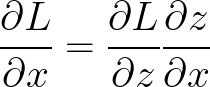 ∂L/∂x = ∂L/∂z ∂z/∂x